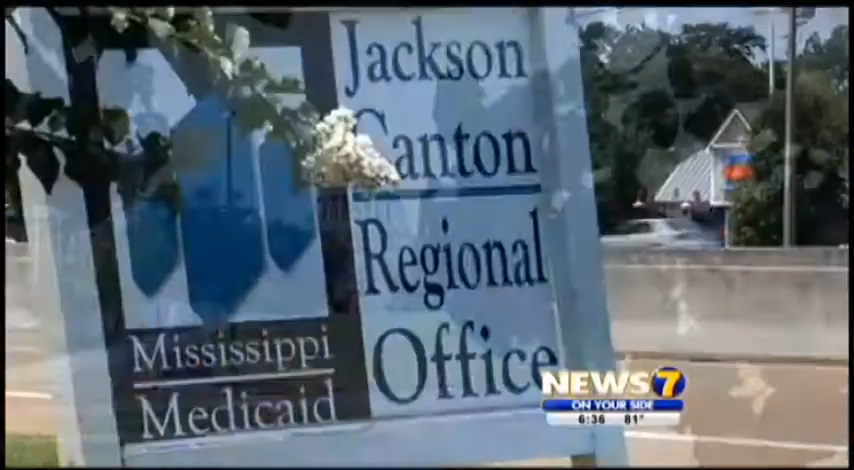 Jackson
Canton
Regional
Office
Mississippi
Medicaid
NEWS 7
ON YOUR SIDE
6:36 81°